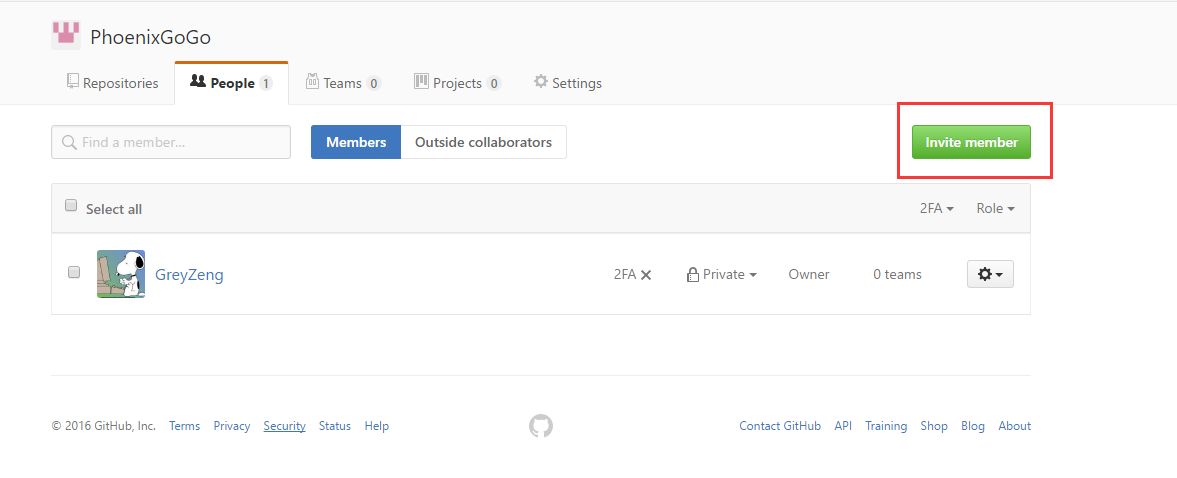 PhoenixGoGo
Repositories People 1 Teams 0 Projects 0 Settings
Find a member... Members Outside collaborators Invite member
Select all 2FA Role
GreyZeng 2FA Private Owner 0 teams
© 2016 GitHub, Inc. Terms Privacy Security Status Help Contact GitHub API Training Shop Blog About